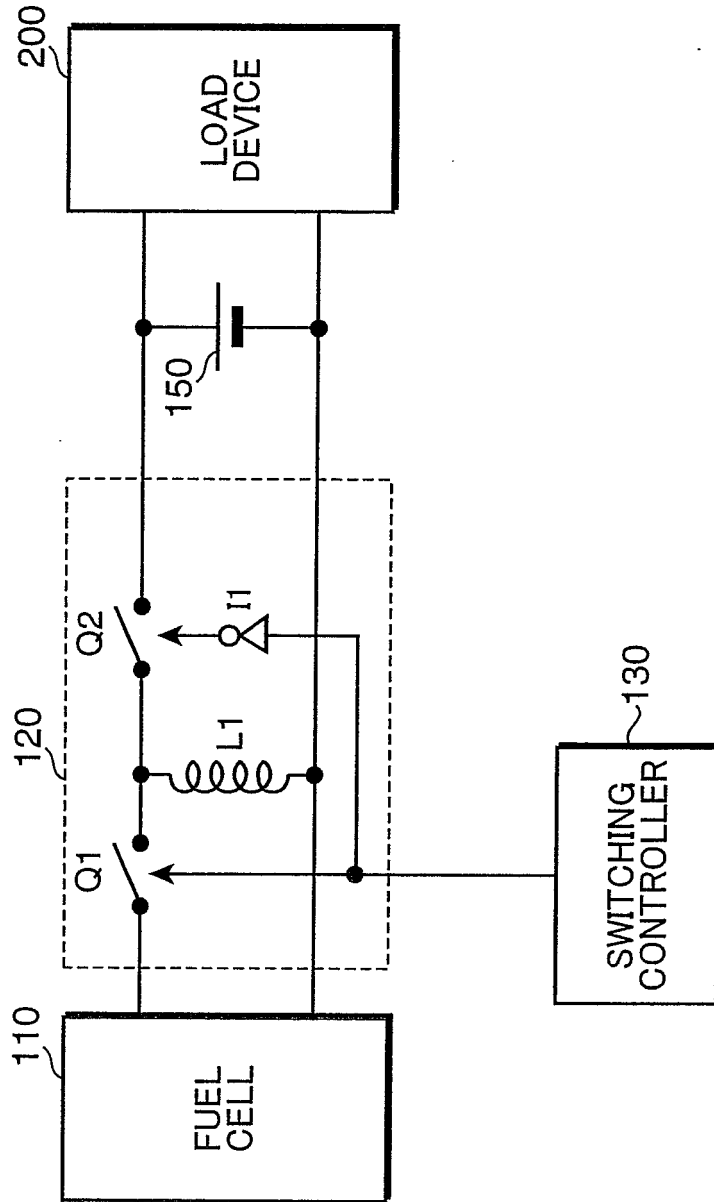 110
FUEL
CELL
120
Q1
L1
Q2
I1
150
200
LOAD
DEVICE
130
SWITCHING
CONTROLLER